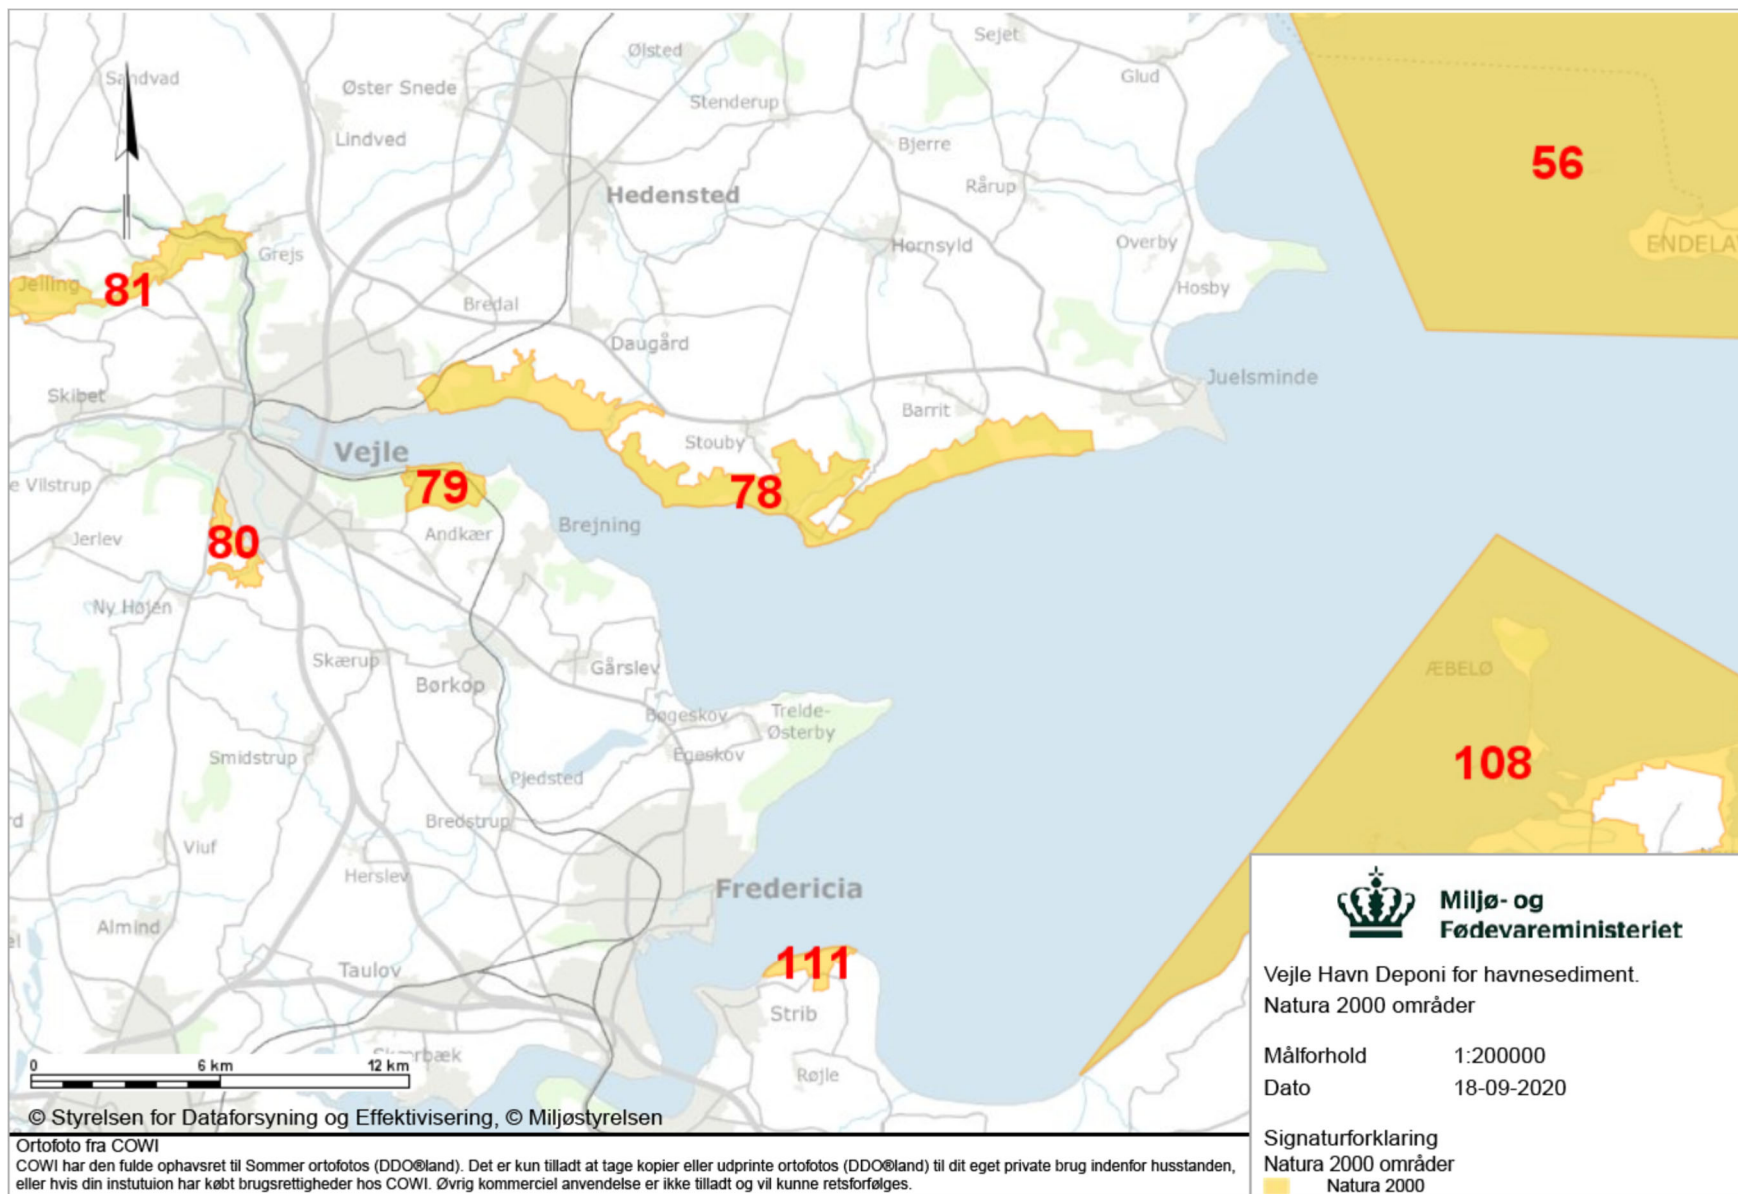 Sandvad
Øster Snede
Lindved
Ølsted
Stenderup
Sejet
Glud
Bjerre
Rårup
56
Hedensted
Grejs
Jelling
81
Hornsyld
Overby
ENDELA
Hosby
Bredal
Daugård
Juelsminde
Skibet
Barrit
Vejle
Stouby
e Vilstrup
79
78
Brejning
Andkær
Jerlev
80
Ny Højen
Skærup
Børkop
Gårslev
ÆBELØ
Bøgeskov
Trelde-
Østerby
Egeskov
Smidstrup
108
Pjedsted
rd
Bredstrup
Viuf
Herslev
Fredericia
Almind
el
Taulov
111
Strib
Skærbæk
Røjle
0
6 km
12 km
© Styrelsen for Dataforsyning og Effektivisering, © Miljøstyrelsen
Ortofoto fra COWI
COWI har den fulde ophavsret til Sommer ortofotos (DDO®land). Det er kun tilladt at tage kopier eller udprinte ortofotos (DDO®land) til dit eget private brug indenfor husstanden,
eller hvis din instutuion har købt brugsrettigheder hos COWI. Øvrig kommerciel anvendelse er ikke tilladt og vil kunne retsforfølges.
Miljø- og
Fødevareministeriet
Vejle Havn Deponi for havnesediment.
Natura 2000 områder
Målforhold 1:200000
Dato 18-09-2020
Signaturforklaring
Natura 2000 områder
Natura 2000